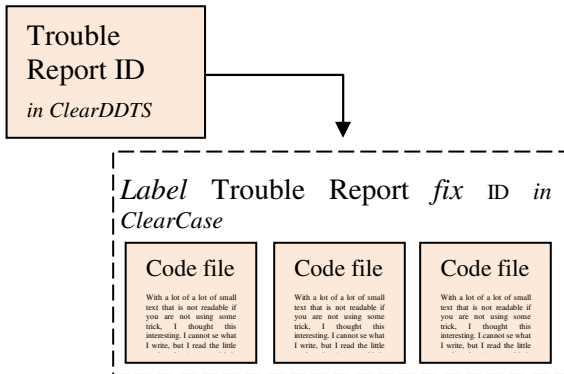 Trouble
Report ID
in ClearDDTS
Label Trouble Report fix ID in
ClearCase
Code file
With a lot of a lot of small
text that is not readable if
you are not using some
trick, I thought this
interesting. I cannot se what
I write, but I read the little
Code file
With a lot of a lot of small
text that is not readable if
you are not using some
trick, I thought this
interesting. I cannot se what
I write, but I read the little
Code file
With a lot of a lot of small
text that is not readable if
you are not using some
trick, I thought this
interesting. I cannot se what
I write, but I read the little